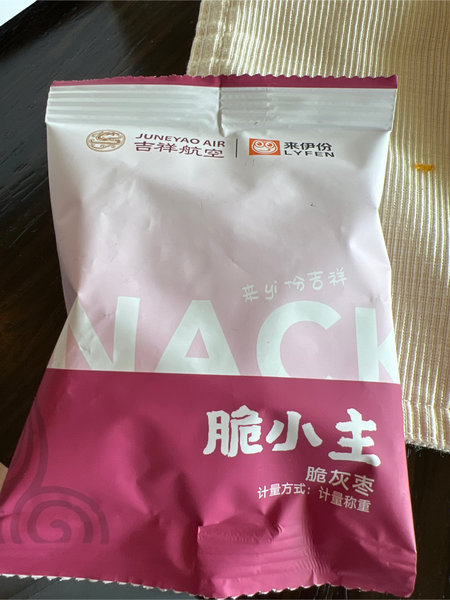 JUNEYAO AIR
吉祥航空
来伊份
LYFEN
来yi份吉祥
NACK
脆小主
脆灰枣
计量方式：计量称重